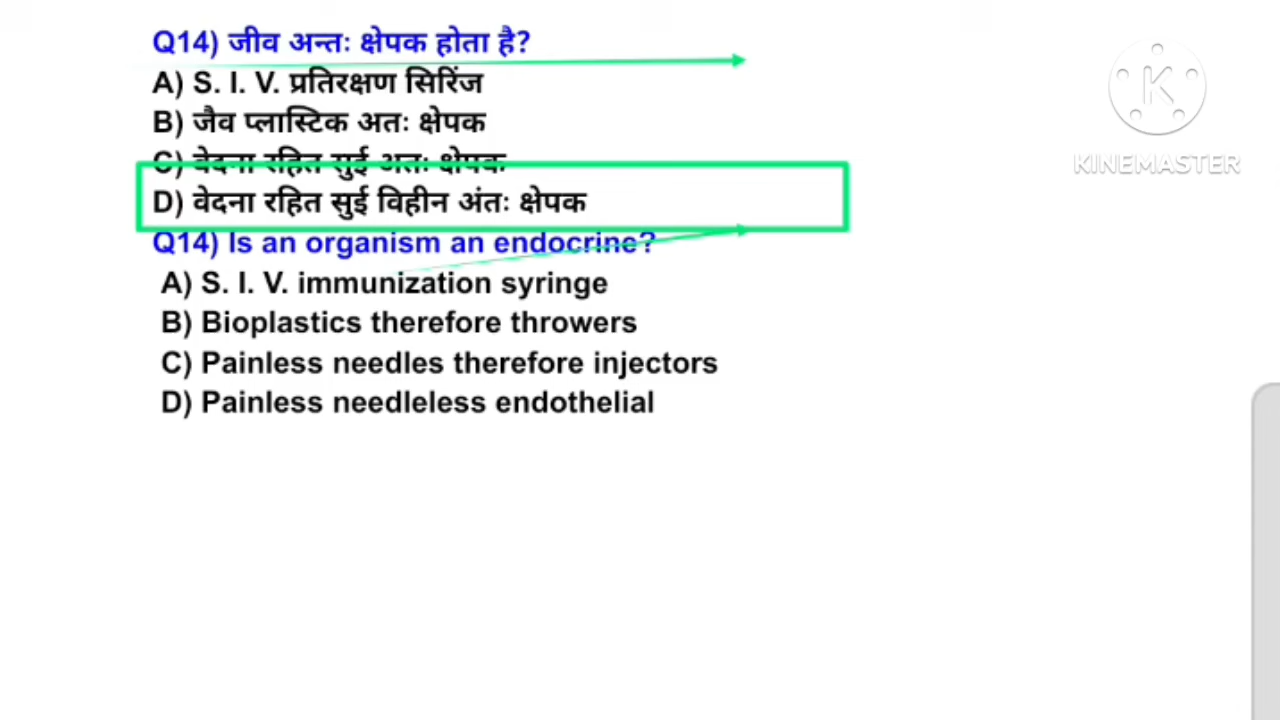 Q14) जीव अन्तः क्षेपक होता है?
A) S. I. V. प्रतिरक्षण सिरिंज
B) जैव प्लास्टिक अतः क्षेपक
C) वेदना रहित सुई अतः क्षेपक
D) वेदना रहित सुई विहीन अंतः क्षेपक
Q14) Is an organism an endocrine?
A) S. I. V. immunization syringe
B) Bioplastics therefore throwers
C) Painless needles therefore injectors
D) Painless needleless endothelial
K
KINEMASTER